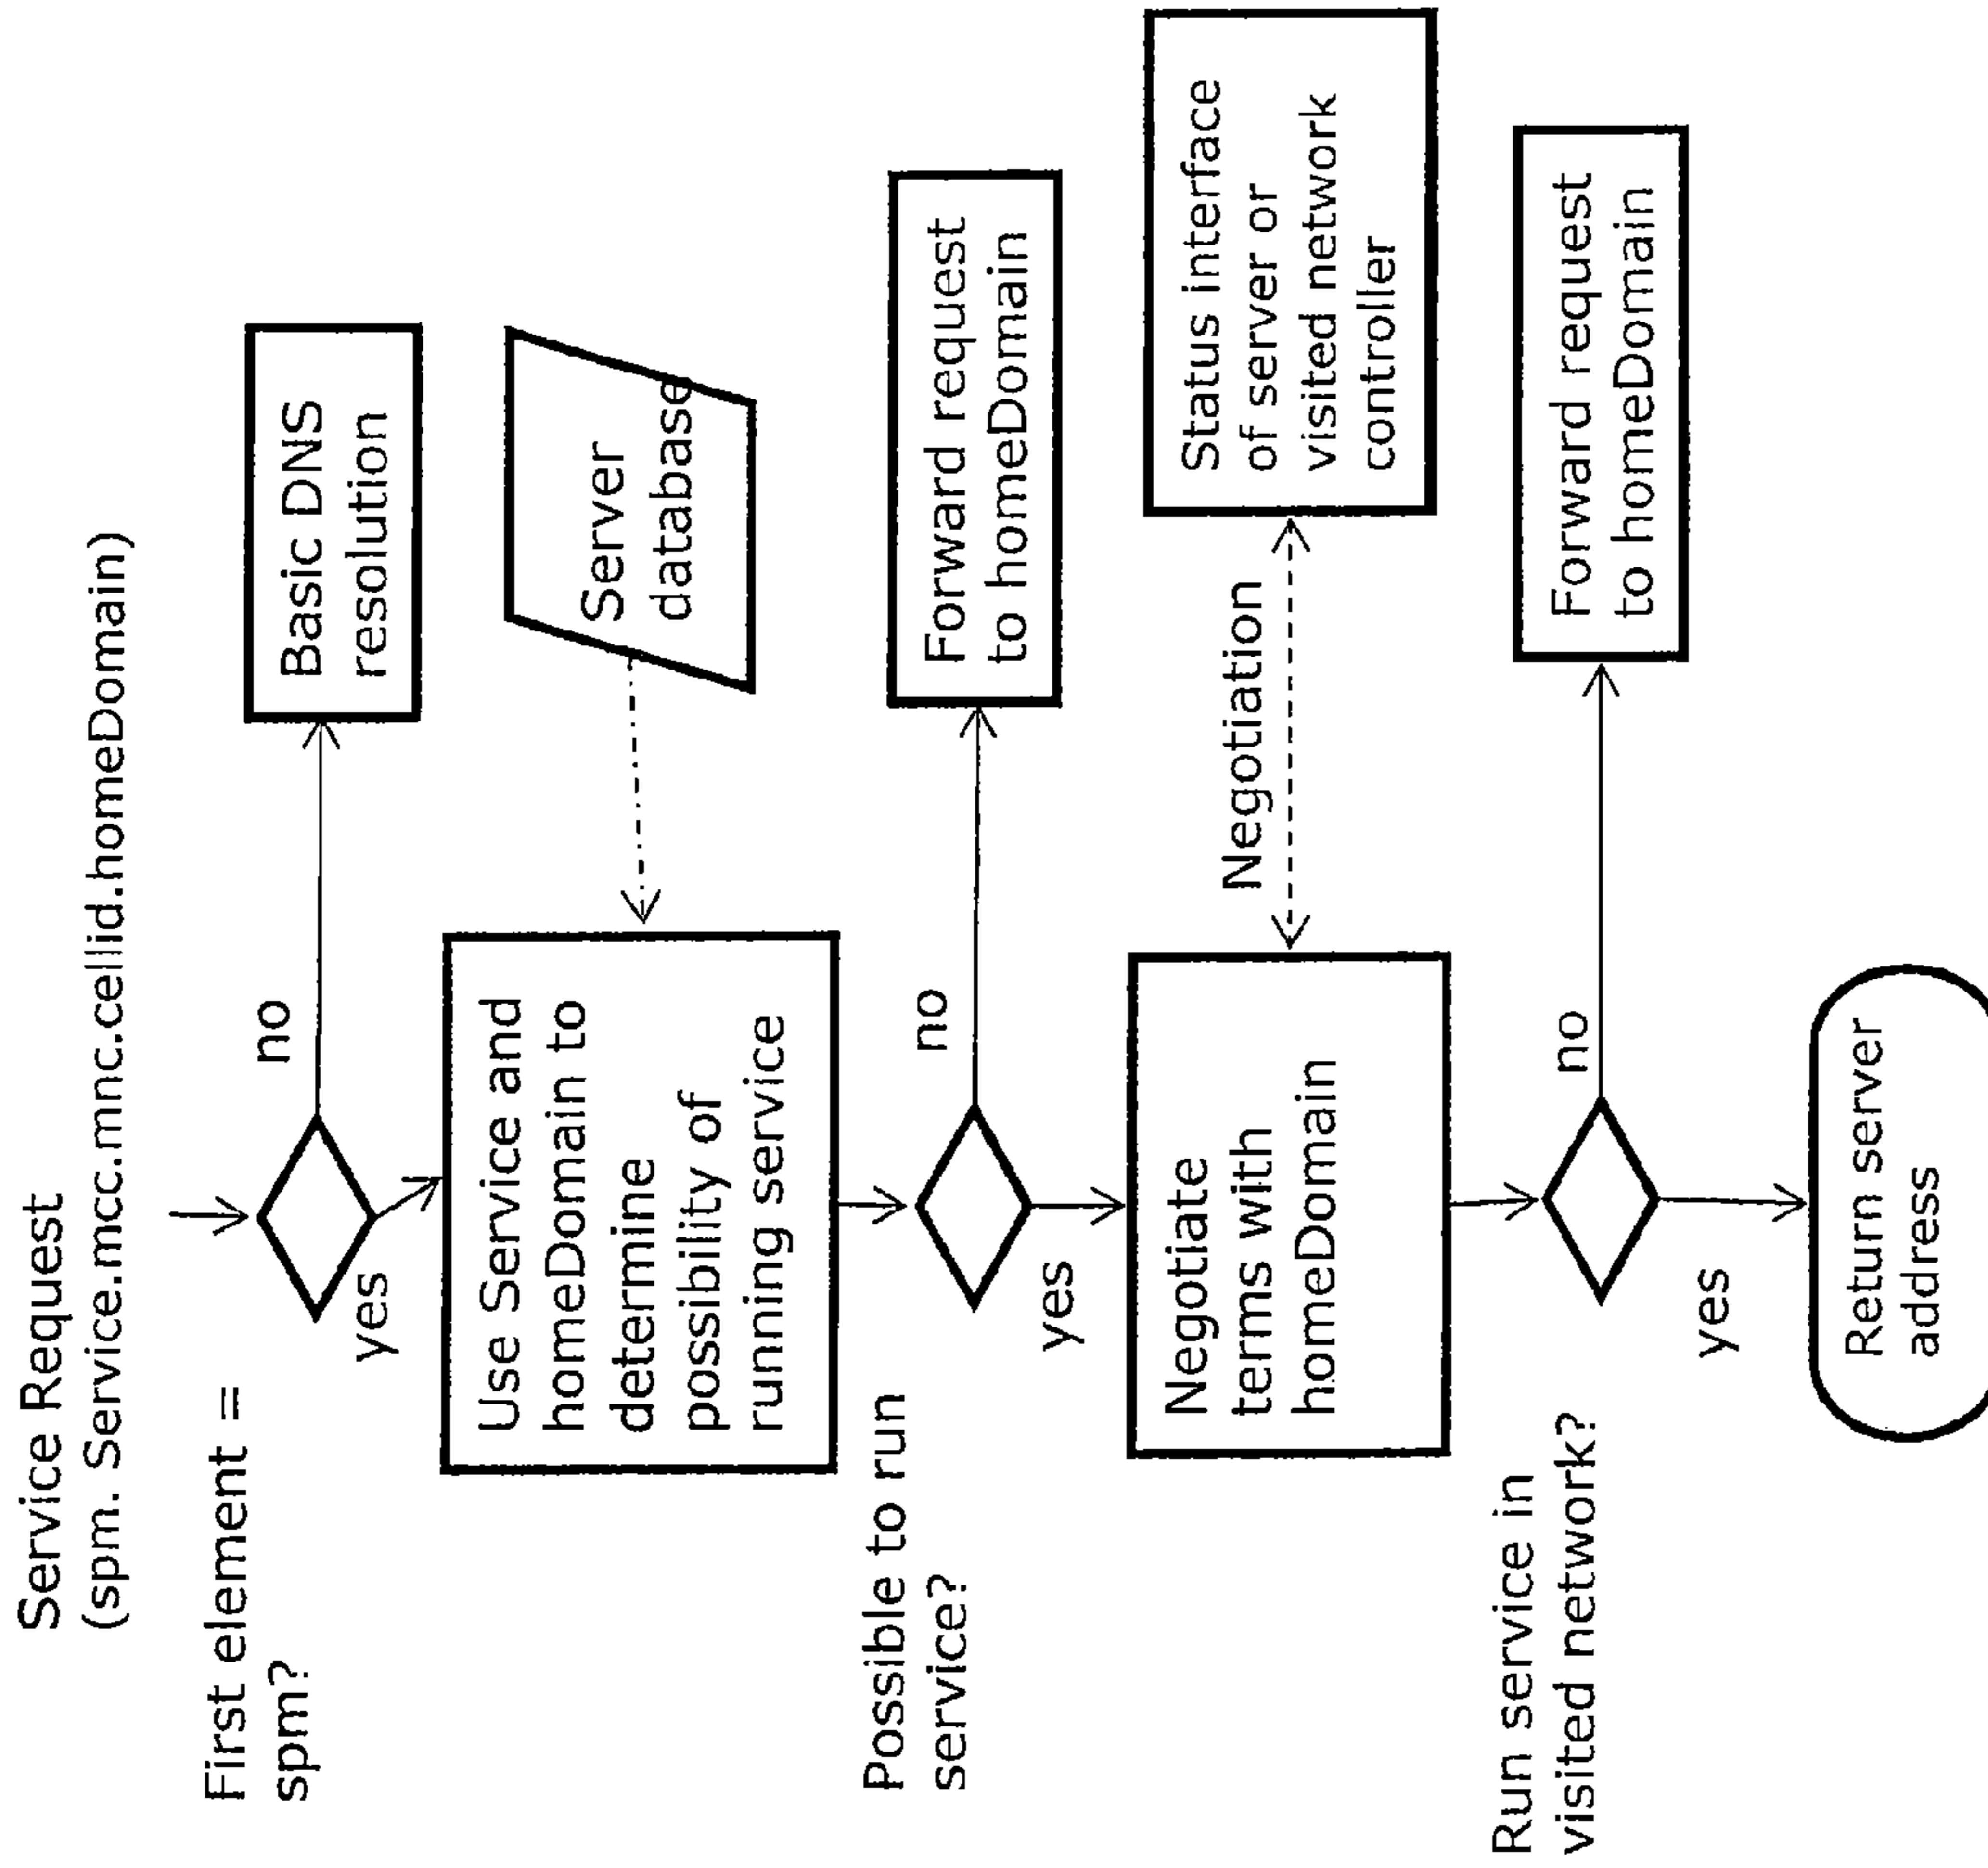 Service Request
(spm. Service.mcc.mnc.cellid.homeDomain)
First element =
spm?
no
Basic DNS
resolution
yes
Use Service and
homeDomain to
determine
possibility of
running service
Server
database
Possible to run
service?
no
Forward request
to homeDomain
yes
Negotiate
terms with
homeDomain
Negotiation
Status interface
of server or
visited network
controller
Run service in
visited network?
no
Forward request
to homeDomain
yes
Return server
address